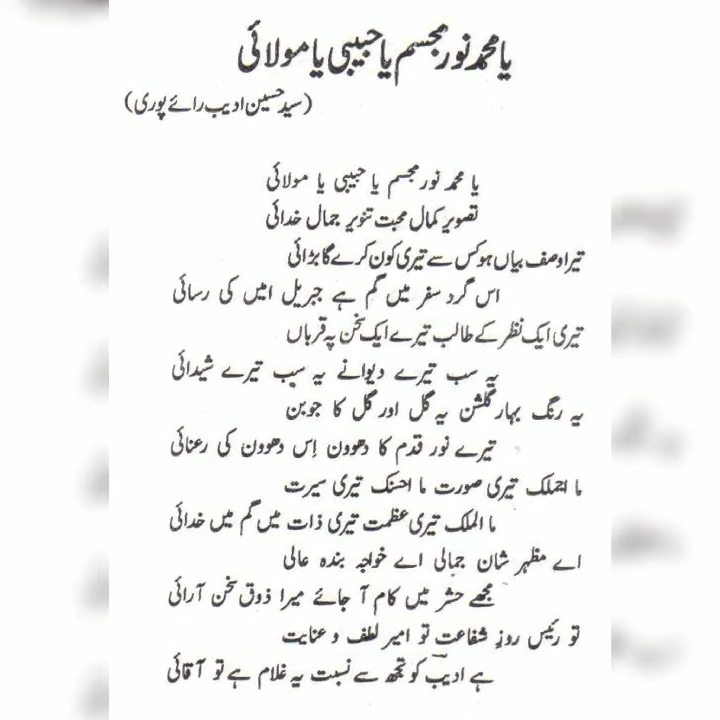 یا محمد نور مجسم یا حبیبی یا مولائی
(سید حسین ادیب رائے پوری)
یا محمد نور مجسم یا حبیبی یا مولائی
تصویر کمال محبت تنویر جمال خدائی
تیرا وصف بیاں ہو کس سے تیری کون کرے گا بڑائی
اس گرد سفر میں گم ہے جبریل امیں کی رسائی
تیری ایک نظر کے طالب تیرے ایک سخن پہ قرباں
یہ سب تیرے دیوانے یہ سب تیرے شیدائی
یہ رنگ بہار گلشن یہ گل اور گل کا جوبن
تیرے نور قدم کا دھوون اِس دھوون کی رعنائی
ما اجملک تیری صورت ما احسنک تیری سیرت
ما الملک تیری عظمت تیری ذات میں گم میں خدائی
اے مظہر شان جمالی اے خواجہ بندہ عالی
مجھے حشر میں کام آ جائے میرا ذوق سخن آرائی
تو رئیس روزِ شفاعت تو امیر لطف و عنایت
ہے ادیبؔ کو تجھ سے نسبت یہ غلام ہے تو آقائی